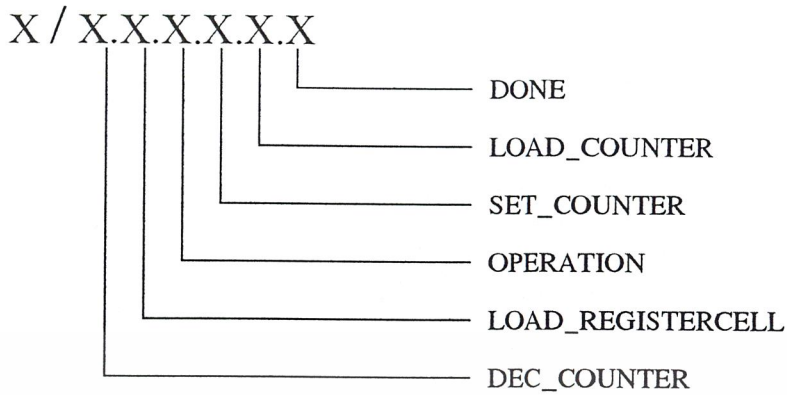 X / X.X.X.X.X.X
DONE
LOAD_COUNTER
SET_COUNTER
OPERATION
LOAD_REGISTERCELL
DEC_COUNTER